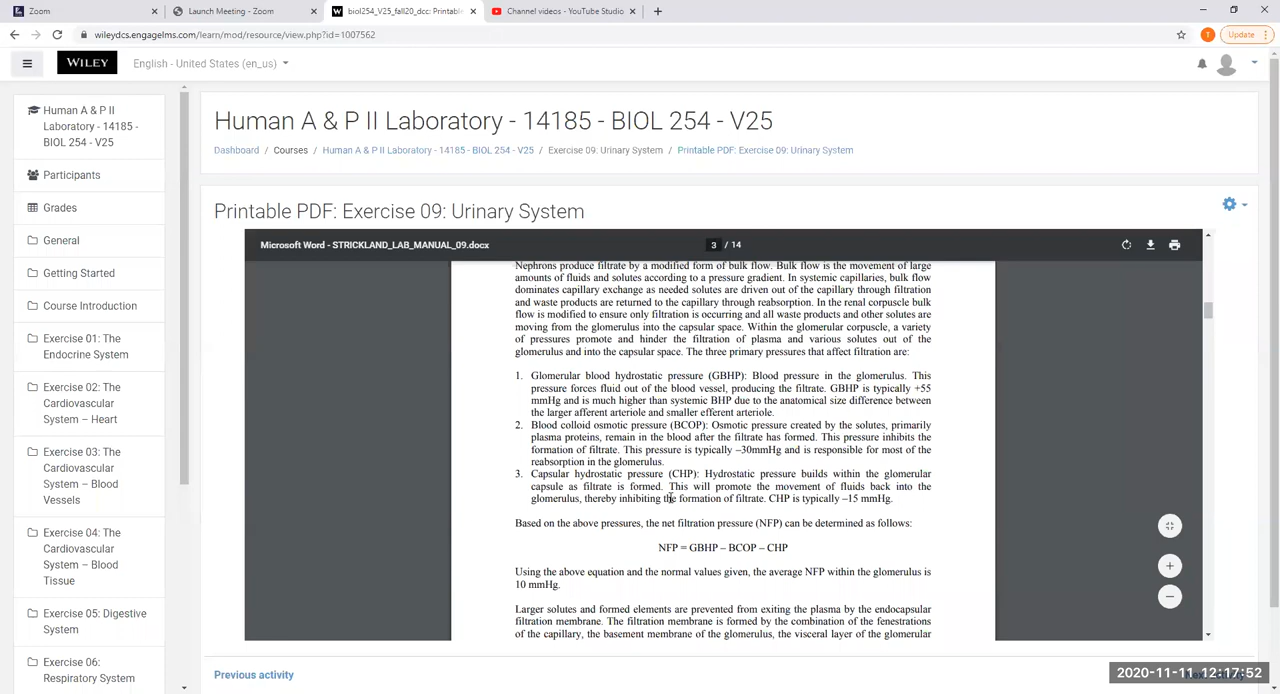 Zoom
Launch Meeting - Zoom
biol254_V25_fall20_dcc: Printable
Channel videos - YouTube Studio
wileydcs.engagelms.com/learn/mod/resource/view.php?id=1007562
T
Update
WILEY
English - United States (en_us)
Human A & P II
Laboratory - 14185 -
BIOL 254 - V25
Participants
Grades
General
Getting Started
Course Introduction
Exercise 01: The
Endocrine System
Exercise 02: The
Cardiovascular
System – Heart
Exercise 03: The
Cardiovascular
System – Blood
Vessels
Exercise 04: The
Cardiovascular
System – Blood
Tissue
Exercise 05: Digestive
System
Exercise 06:
Respiratory System
Human A & P II Laboratory - 14185 - BIOL 254 - V25
Dashboard / Courses / Human A & P II Laboratory - 14185 - BIOL 254 - V25 / Exercise 09: Urinary System / Printable PDF: Exercise 09: Urinary System
Printable PDF: Exercise 09: Urinary System
Microsoft Word - STRICKLAND_LAB_MANUAL_09.docx
3 / 14
Nephrons produce filtrate by a modified form of bulk flow. Bulk flow is the movement of large
amounts of fluids and solutes according to a pressure gradient. In systemic capillaries, bulk flow
dominates capillary exchange as needed solutes are driven out of the capillary through filtration
and waste products are returned to the capillary through reabsorption. In the renal corpuscle bulk
flow is modified to ensure only filtration is occurring and all waste products and other solutes are
moving from the glomerulus into the capsular space. Within the glomerular corpuscle, a variety
of pressures promote and hinder the filtration of plasma and various solutes out of the
glomerulus and into the capsular space. The three primary pressures that affect filtration are:
1. Glomerular blood hydrostatic pressure (GBHP): Blood pressure in the glomerulus. This
pressure forces fluid out of the blood vessel, producing the filtrate. GBHP is typically +55
mmHg and is much higher than systemic BHP due to the anatomical size difference between
the larger afferent arteriole and smaller efferent arteriole.
2. Blood colloid osmotic pressure (BCOP): Osmotic pressure created by the solutes, primarily
plasma proteins, remain in the blood after the filtrate has formed. This pressure inhibits the
formation of filtrate. This pressure is typically –30mmHg and is responsible for most of the
reabsorption in the glomerulus.
3. Capsular hydrostatic pressure (CHP): Hydrostatic pressure builds within the glomerular
capsule as filtrate is formed. This will promote the movement of fluids back into the
glomerulus, thereby inhibiting the formation of filtrate. CHP is typically –15 mmHg.
Based on the above pressures, the net filtration pressure (NFP) can be determined as follows:
NFP = GBHP – BCOP – CHP
Using the above equation and the normal values given, the average NFP within the glomerulus is
10 mmHg.
Larger solutes and formed elements are prevented from exiting the plasma by the endocapsular
filtration membrane. The filtration membrane is formed by the combination of the fenestrations
of the capillary, the basement membrane of the glomerulus, the visceral layer of the glomerular
Previous activity
2020-11-11 12:17:52